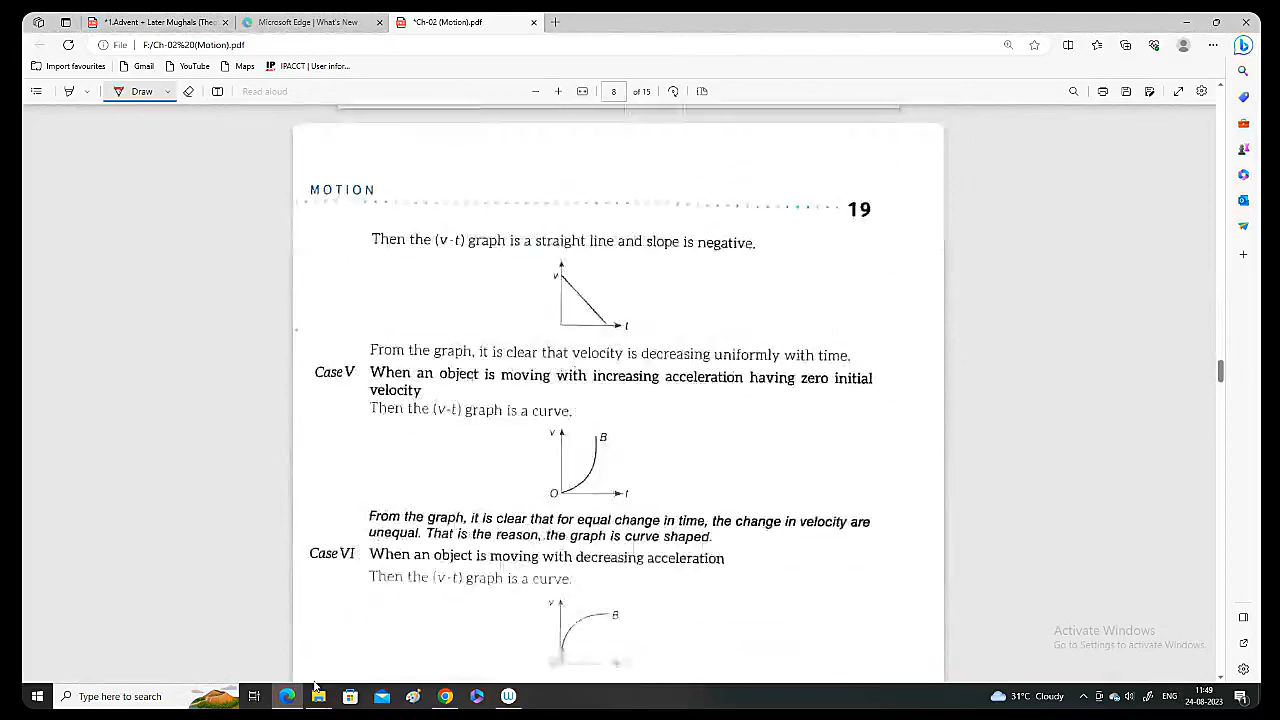 *1.Advent + Later Mughals (The
Microsoft Edge | What's New
*Ch-02 (Motion).pdf
File
F:/Ch-02%20(Motion).pdf
Import favourites
Gmail
YouTube
Maps
IP
IPACCT | User infor...
Draw
Read aloud
8
of 15
MOTION
19
Then the (v-t) graph is a straight line and slope is negative.
v
t
From the graph, it is clear that velocity is decreasing uniformly with time.
Case V When an object is moving with increasing acceleration having zero initial
velocity
Then the (v-t) graph is a curve.
v
B
O
t
From the graph, it is clear that for equal change in time, the change in velocity are
unequal. That is the reason, the graph is curve shaped.
Case VI When an object is moving with decreasing acceleration
Then the (v-t) graph is a curve.
v
B
Activate Windows
Go to Settings to activate Windows.
Type here to search
31°C Cloudy
ENG
11:49
24-08-2023